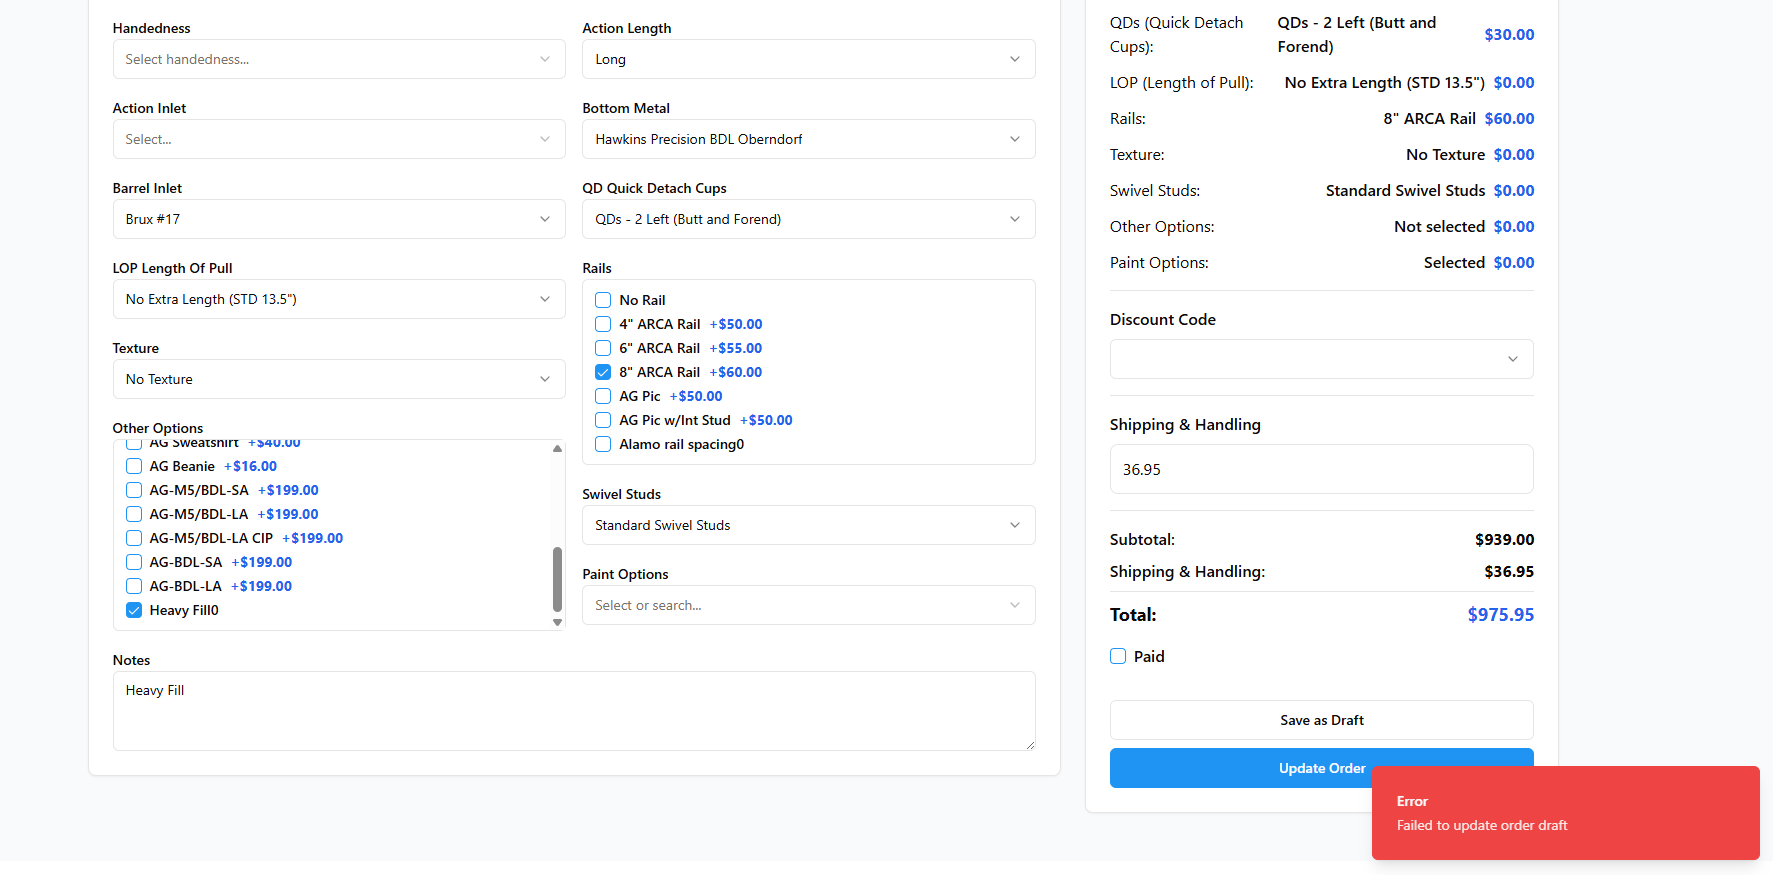 Handedness
Select handedness...
Action Length
Long
Action Inlet
Select...
Bottom Metal
Hawkins Precision BDL Oberndorf
Barrel Inlet
Brux #17
QD Quick Detach Cups
QDs - 2 Left (Butt and Forend)
LOP Length Of Pull
No Extra Length (STD 13.5")
Rails
No Rail
4" ARCA Rail +$50.00
6" ARCA Rail +$55.00
8" ARCA Rail +$60.00
AG Pic +$50.00
AG Pic w/Int Stud +$50.00
Alamo rail spacing0
Texture
No Texture
Other Options
AG Sweatshirt +$40.00
AG Beanie +$16.00
AG-M5/BDL-SA +$199.00
AG-M5/BDL-LA +$199.00
AG-M5/BDL-LA CIP +$199.00
AG-BDL-SA +$199.00
AG-BDL-LA +$199.00
Heavy Fill0
Swivel Studs
Standard Swivel Studs
Paint Options
Select or search...
Notes
Heavy Fill
QDs (Quick Detach Cups): QDs - 2 Left (Butt and Forend) $30.00
LOP (Length of Pull): No Extra Length (STD 13.5") $0.00
Rails: 8" ARCA Rail $60.00
Texture: No Texture $0.00
Swivel Studs: Standard Swivel Studs $0.00
Other Options: Not selected $0.00
Paint Options: Selected $0.00
Discount Code
Shipping & Handling
36.95
Subtotal: $939.00
Shipping & Handling: $36.95
Total: $975.95
Paid
Save as Draft
Update Order
Error
Failed to update order draft